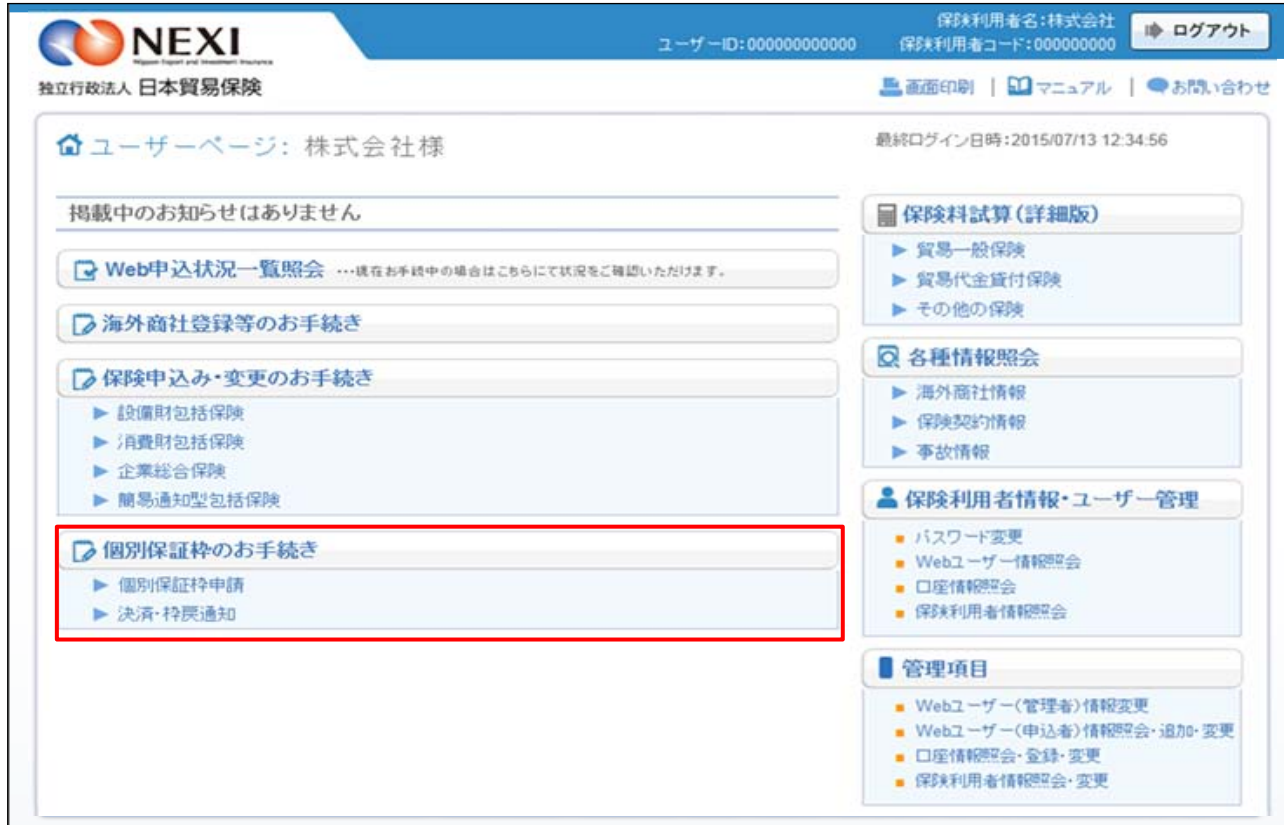 NEXI
Nippon Export and Investment Insurance
独立行政法人 日本貿易保険
ユーザーID:000000000000
保険利用者名:株式会社
保険利用者コード:000000000
ログアウト
画面印刷 | マニュアル | お問い合わせ
ユーザーページ: 株式会社様
最終ログイン日時:2015/07/13 12:34:56
掲載中のお知らせはありません
Web申込状況一覧照会 …現在お手続中の場合はこちらにて状況をご確認いただけます。
海外商社登録等のお手続き
保険申込み・変更のお手続き
設備財包括保険
消費財包括保険
企業総合保険
簡易通知型包括保険
個別保証枠のお手続き
個別保証枠申請
決済・枠戻通知
保険料試算(詳細版)
貿易一般保険
貿易代金貸付保険
その他の保険
各種情報照会
海外商社情報
保険契約情報
事故情報
保険利用者情報・ユーザー管理
パスワード変更
Webユーザー情報照会
口座情報照会
保険利用者情報照会
管理項目
Webユーザー(管理者)情報変更
Webユーザー(申込者)情報照会・追加・変更
口座情報照会・登録・変更
保険利用者情報照会・変更